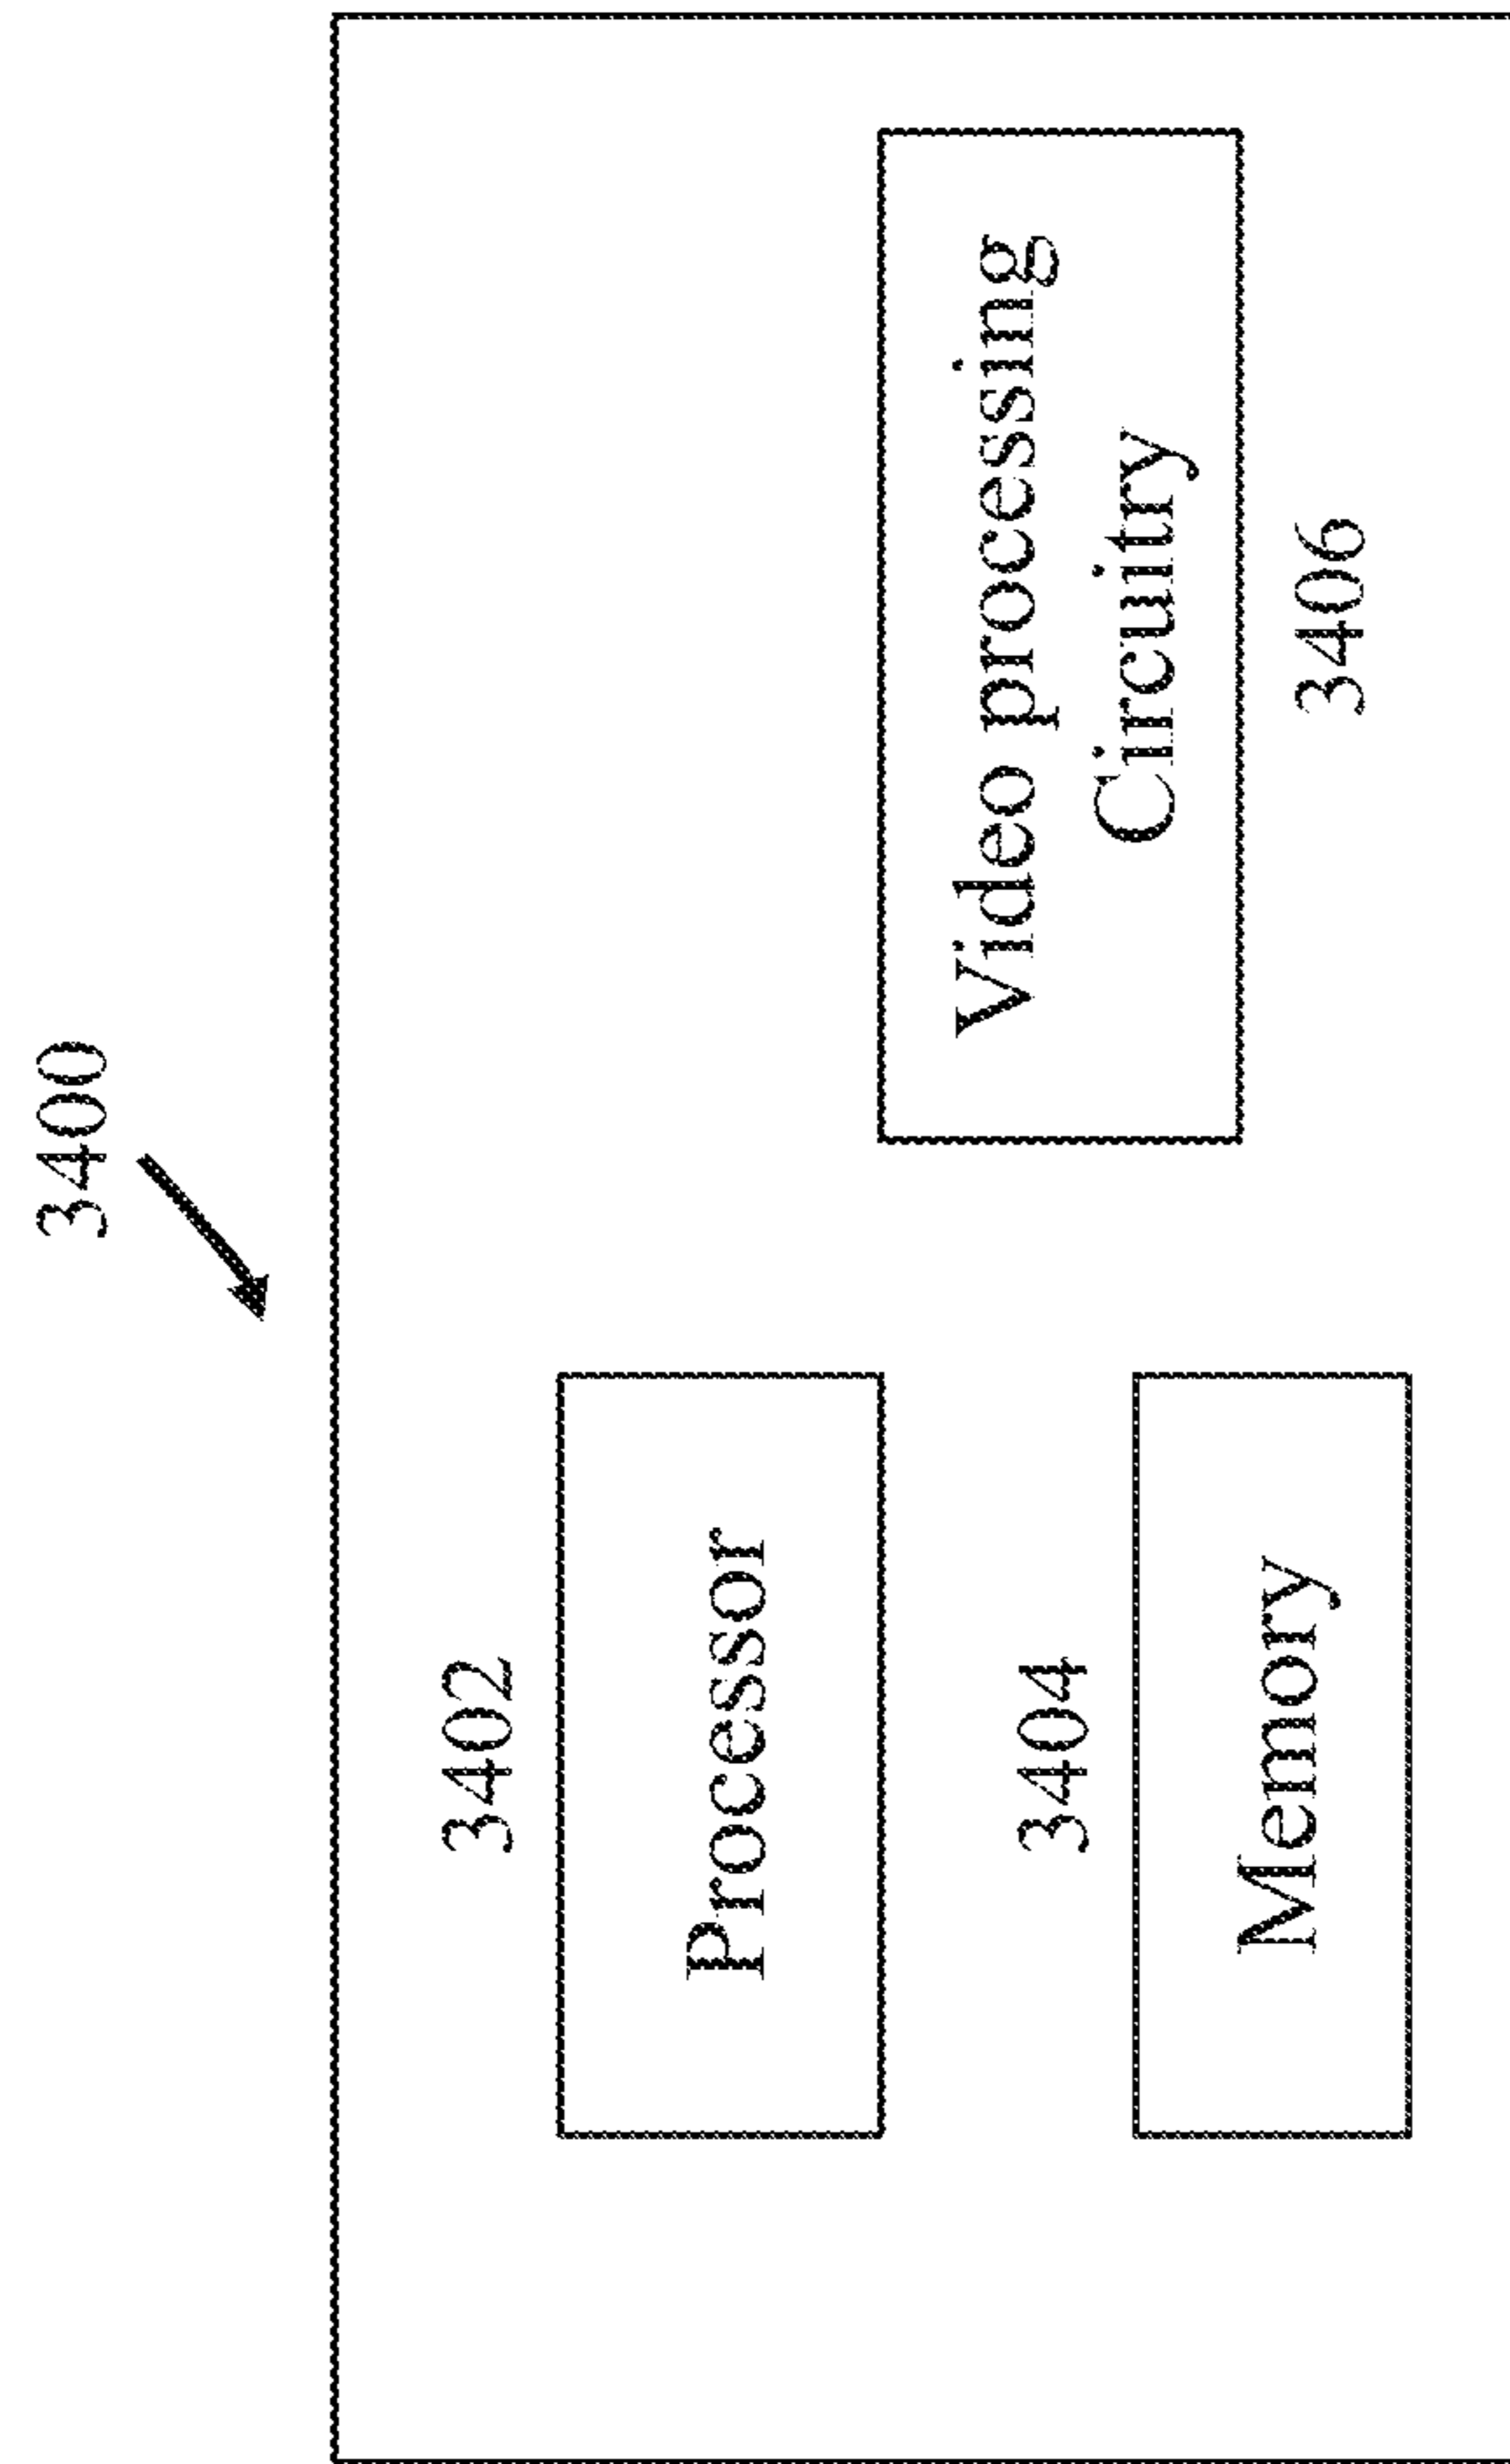 3400
3402
Processor
3404
Memory
Video processing
Circuitry
3406